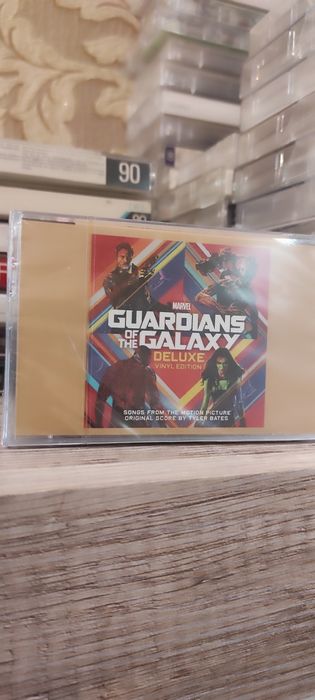 90
MARVEL
GUARDIANS
OF THE GALAXY
DELUXE
VINYL EDITION
SONGS FROM THE MOTION PICTURE
ORIGINAL SCORE BY TYLER BATES